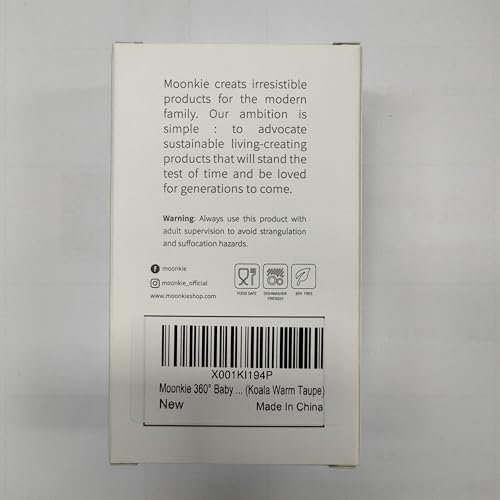 Moonkie creats irresistible
products for the modern
family. Our ambition is
simple : to advocate
sustainable living-creating
products that will stand the
test of time and be loved
for generations to come.
Warning: Always use this product with
adult supervision to avoid strangulation
and suffocation hazards.
moonkie
moonkie_official
www.moonkieshop.com
FOOD SAFE
DISHWASHER
FRIENDLY
BPA FREE
X001KI194P
Moonkie 360° Baby ... (Koala Warm Taupe)
New
Made In China